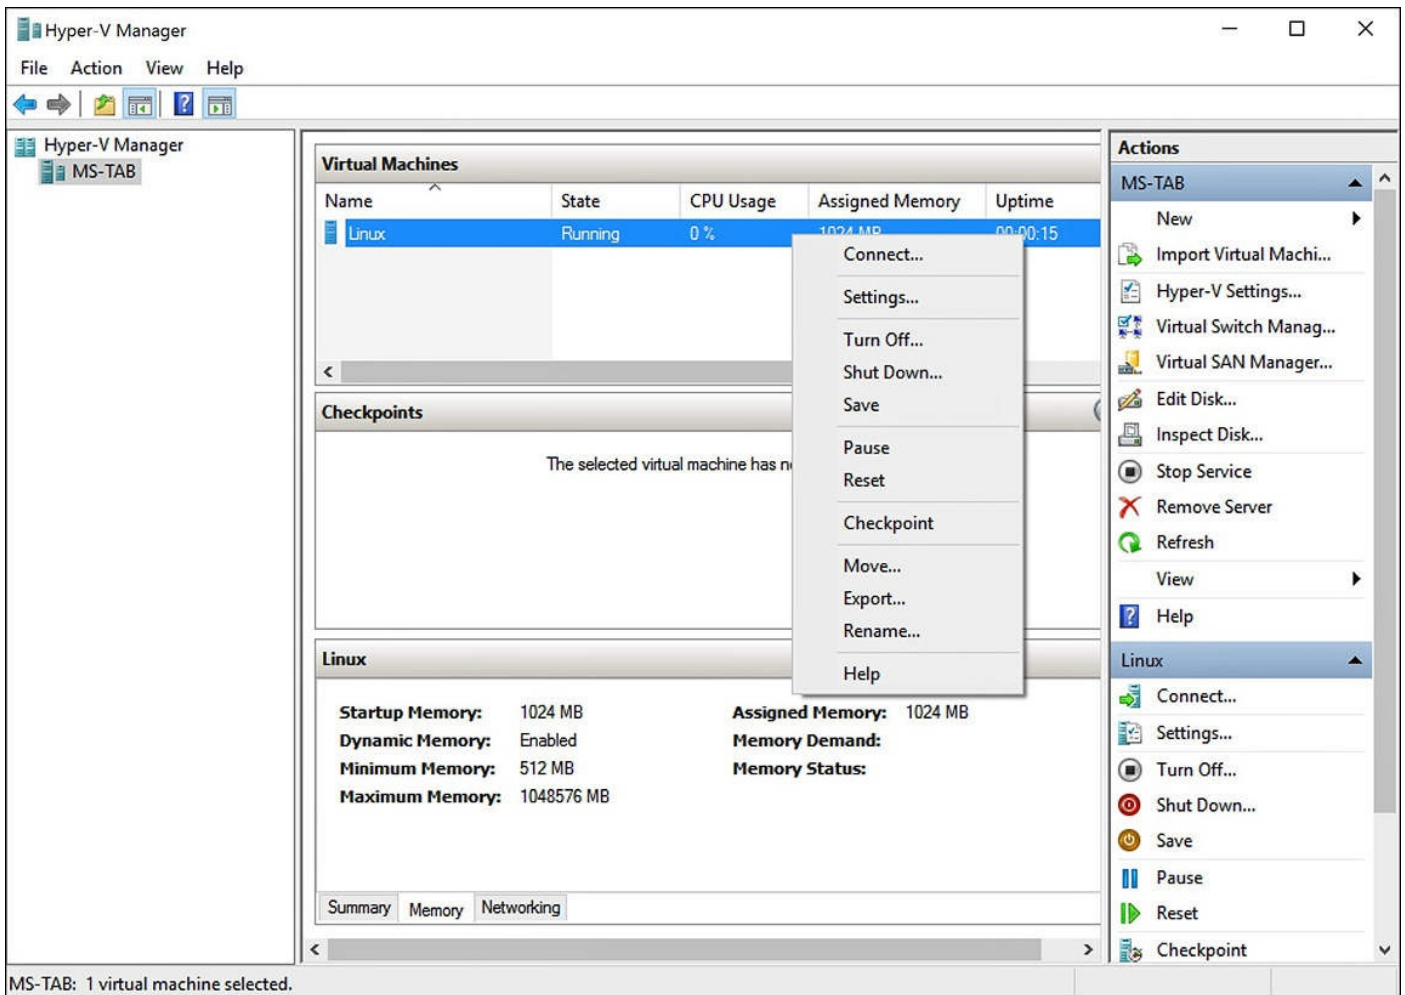 Hyper-V Manager
File Action View Help
Hyper-V Manager
MS-TAB
Virtual Machines
Name State CPU Usage Assigned Memory Uptime
Linux Running 0 % 1024 MB 00:00:15
Checkpoints
The selected virtual machine has
Connect...
Settings...
Turn Off...
Shut Down...
Save
Pause
Reset
Checkpoint
Move...
Export...
Rename...
Help
Linux
Startup Memory: 1024 MB Assigned Memory: 1024 MB
Dynamic Memory: Enabled Memory Demand:
Minimum Memory: 512 MB Memory Status:
Maximum Memory: 1048576 MB
Summary Memory Networking
Actions
MS-TAB
New
Import Virtual Machi...
Hyper-V Settings...
Virtual Switch Manag...
Virtual SAN Manager...
Edit Disk...
Inspect Disk...
Stop Service
Remove Server
Refresh
View
Help
Linux
Connect...
Settings...
Turn Off...
Shut Down...
Save
Pause
Reset
Checkpoint
MS-TAB: 1 virtual machine selected.